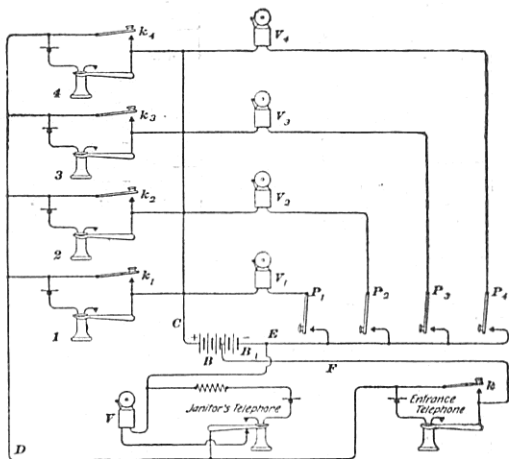 k4
V4
4
k3
V3
3
k2
V2
2
k1
V1
P1
P2
P3
P4
1
C
+
−
E
B
B1
F
k
V
Janitor's Telephone
Entrance
Telephone
D